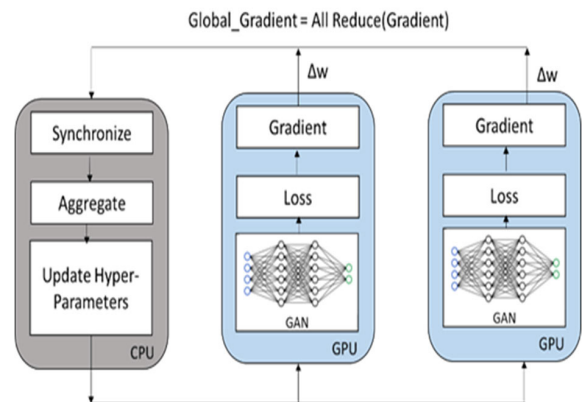 Global_Gradient = All Reduce(Gradient)
Δw
Δw
Synchronize
Aggregate
Update Hyper-
Parameters
CPU
Gradient
Loss
GAN
GPU
Gradient
Loss
GAN
GPU